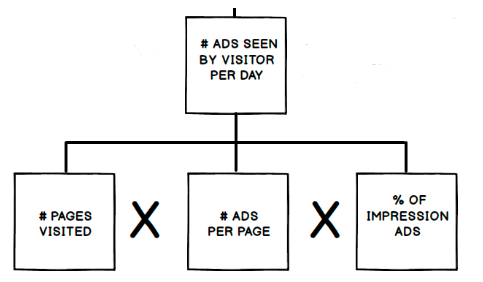 # ADS SEEN
BY VISITOR
PER DAY
# PAGES
VISITED
X
# ADS
PER PAGE
X
% OF
IMPRESSION
ADS